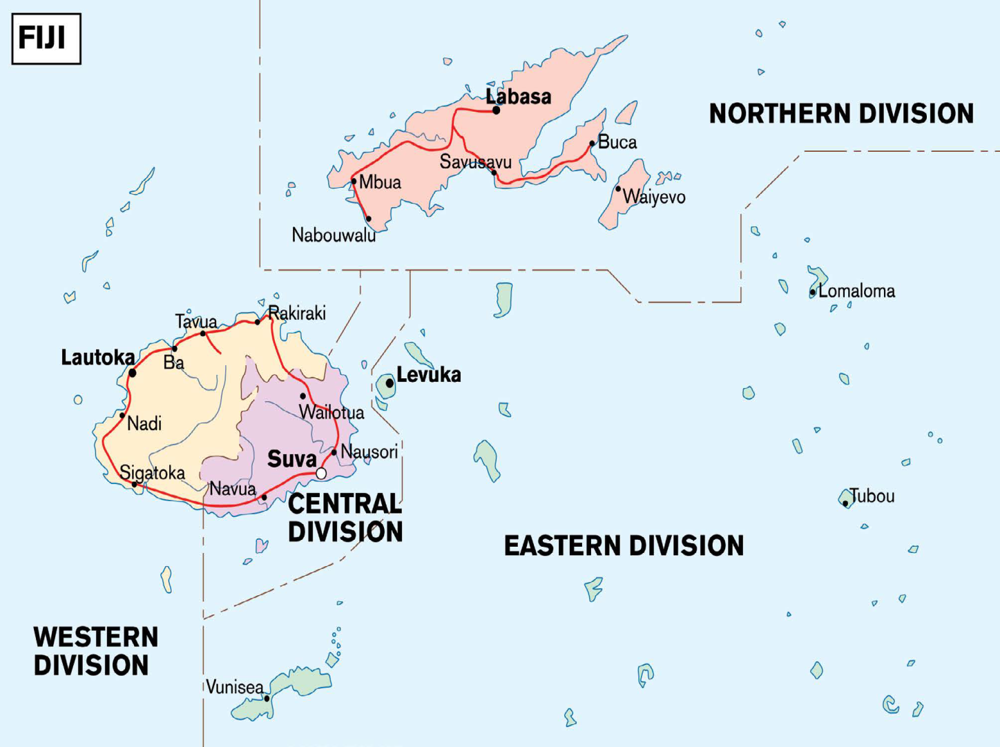 FIJI
Labasa
NORTHERN DIVISION
Buca
Savusavu
Mbua
Waiyevo
Nabouwalu
Lomaloma
Rakiraki
Tavua
Lautoka
Ba
Levuka
Wailotua
Nadi
Nausori
Suva
Sigatoka
Navua
Tubou
CENTRAL
DIVISION
EASTERN DIVISION
WESTERN
DIVISION
Vunisea